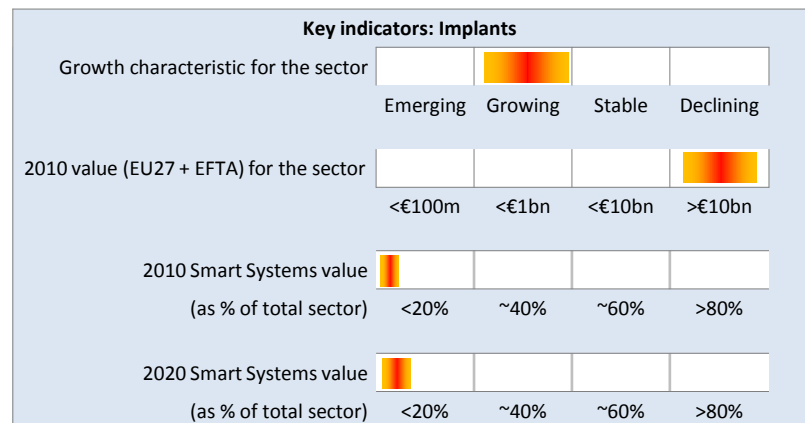 Key indicators: Implants
Growth characteristic for the sector
Emerging Growing Stable Declining
2010 value (EU27 + EFTA) for the sector
<€100m <€1bn <€10bn >€10bn
2010 Smart Systems value
(as % of total sector) <20% ~40% ~60% >80%
2020 Smart Systems value
(as % of total sector) <20% ~40% ~60% >80%